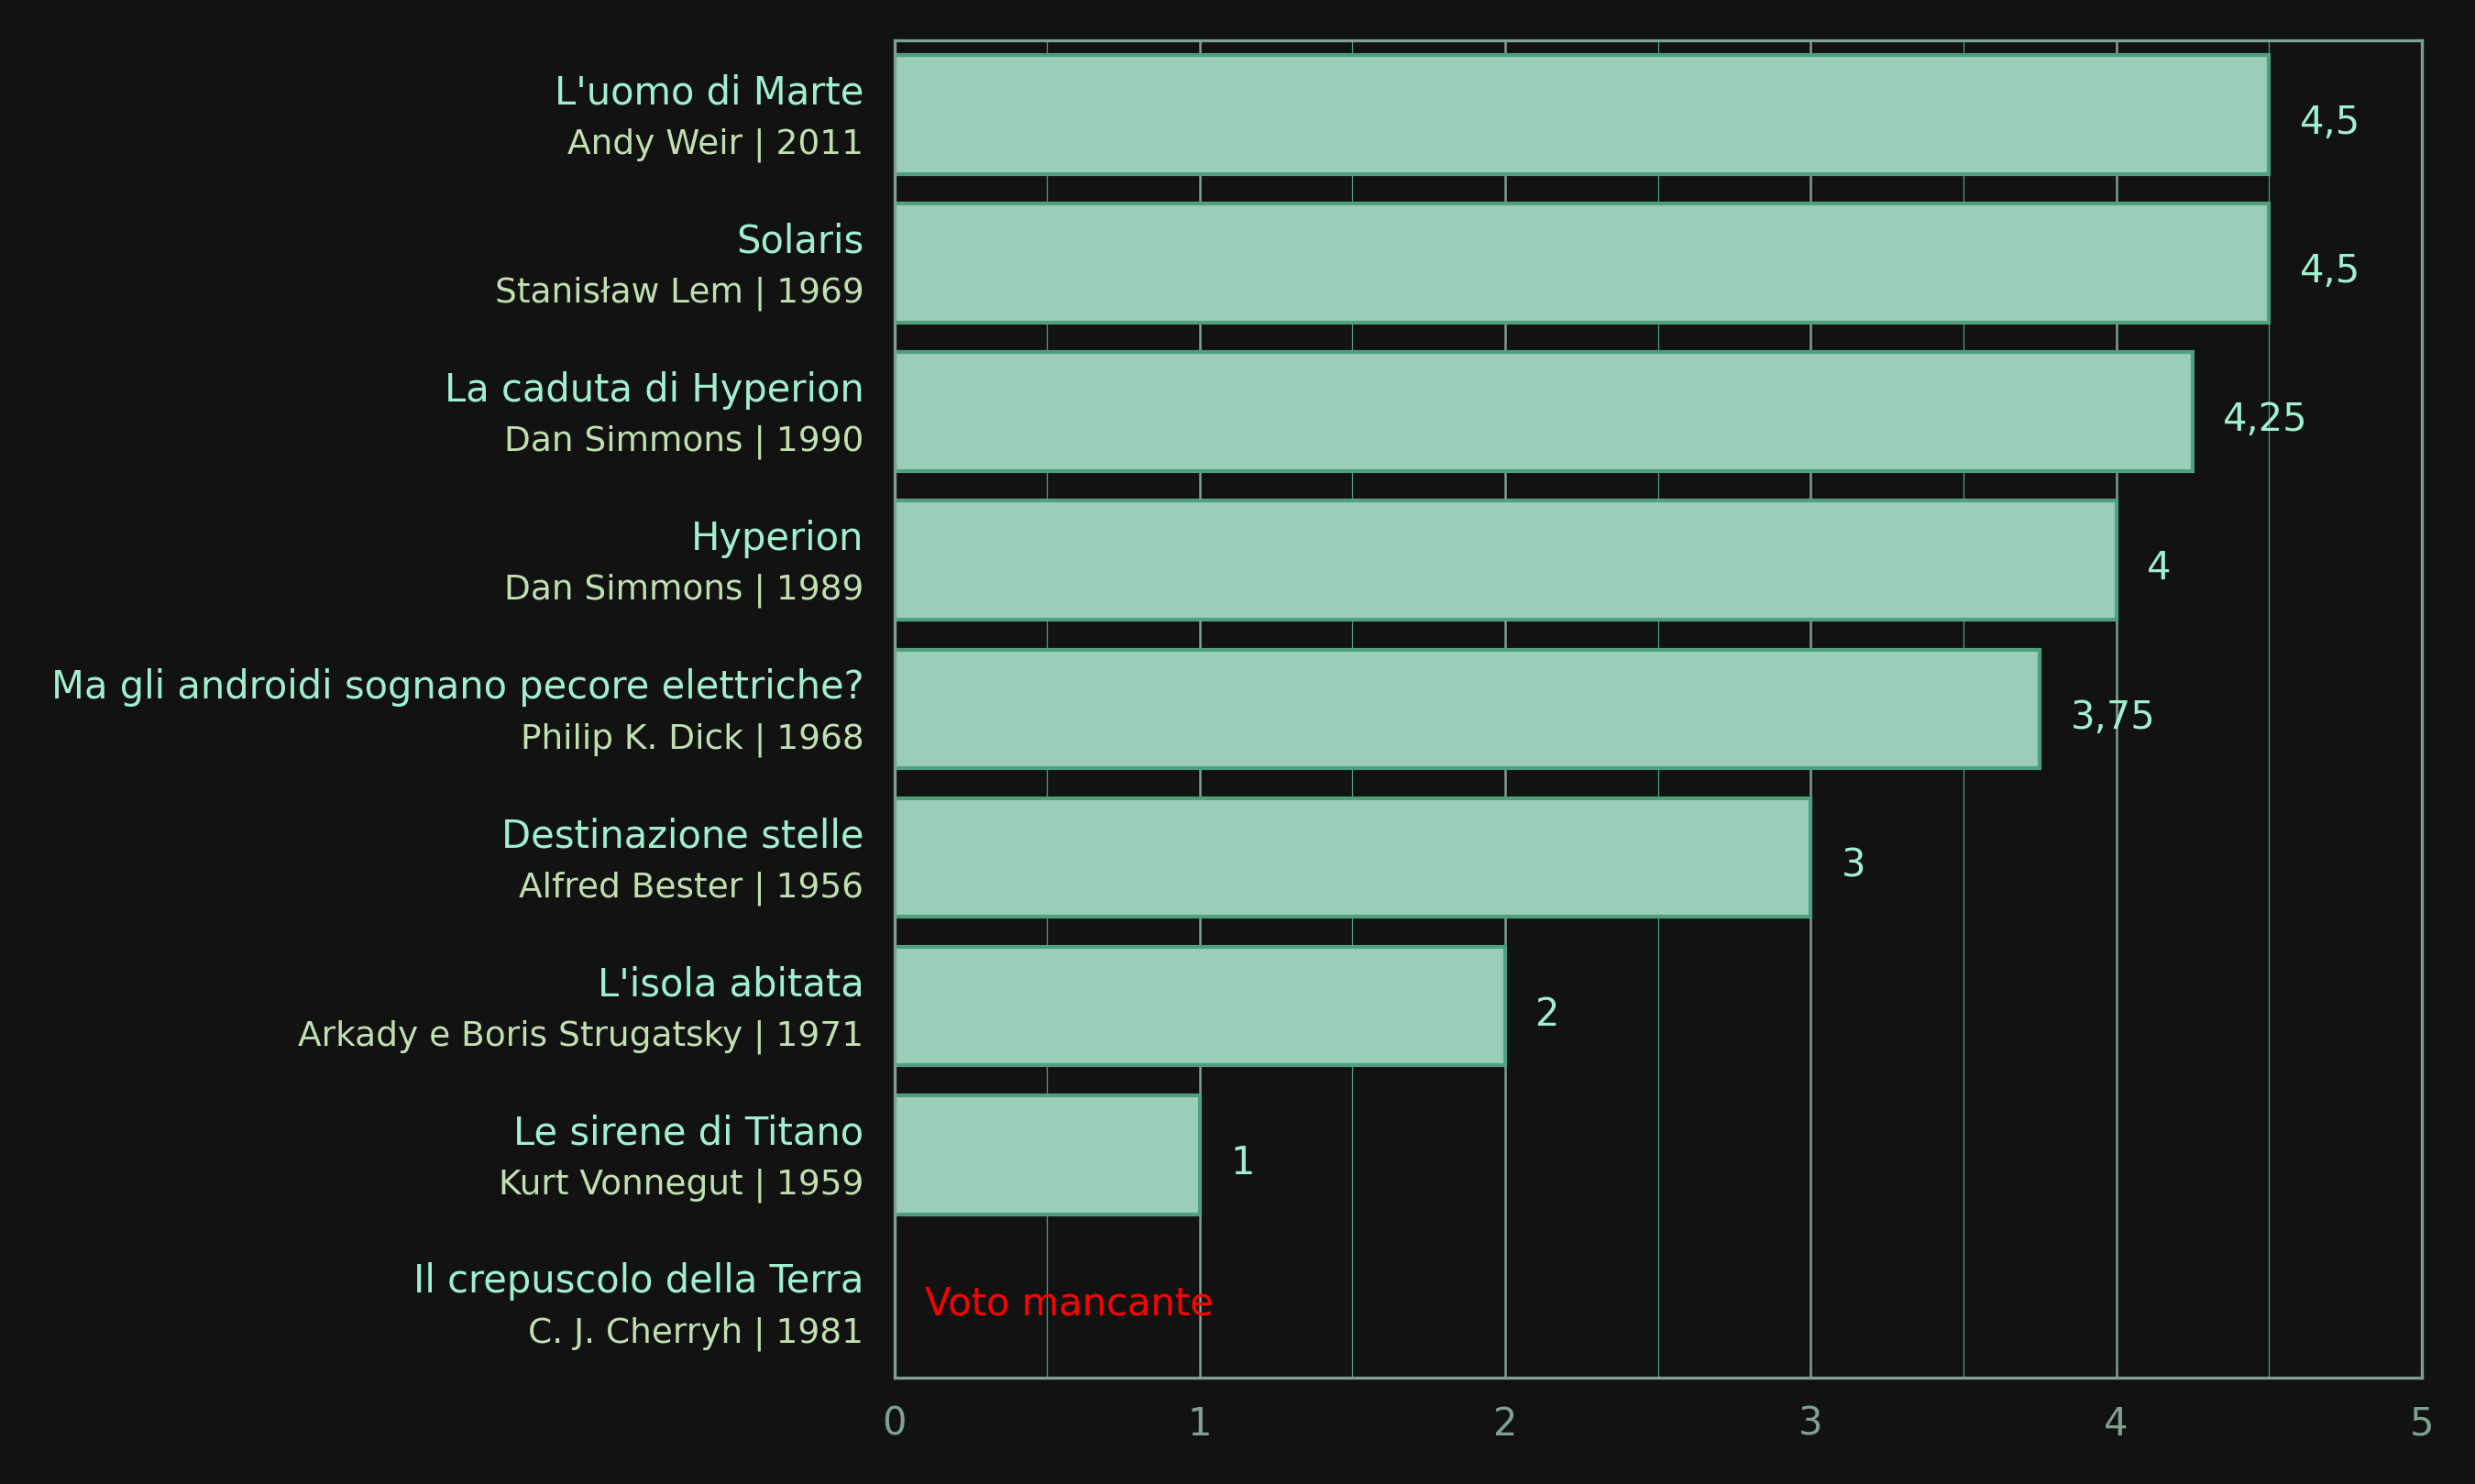 L'uomo di Marte
Andy Weir | 2011
4,5
Solaris
Stanisław Lem | 1969
4,5
La caduta di Hyperion
Dan Simmons | 1990
4,25
Hyperion
Dan Simmons | 1989
4
Ma gli androidi sognano pecore elettriche?
Philip K. Dick | 1968
3,75
Destinazione stelle
Alfred Bester | 1956
3
L'isola abitata
Arkady e Boris Strugatsky | 1971
2
Le sirene di Titano
Kurt Vonnegut | 1959
1
Il crepuscolo della Terra
C. J. Cherryh | 1981
Voto mancante
0 1 2 3 4 5